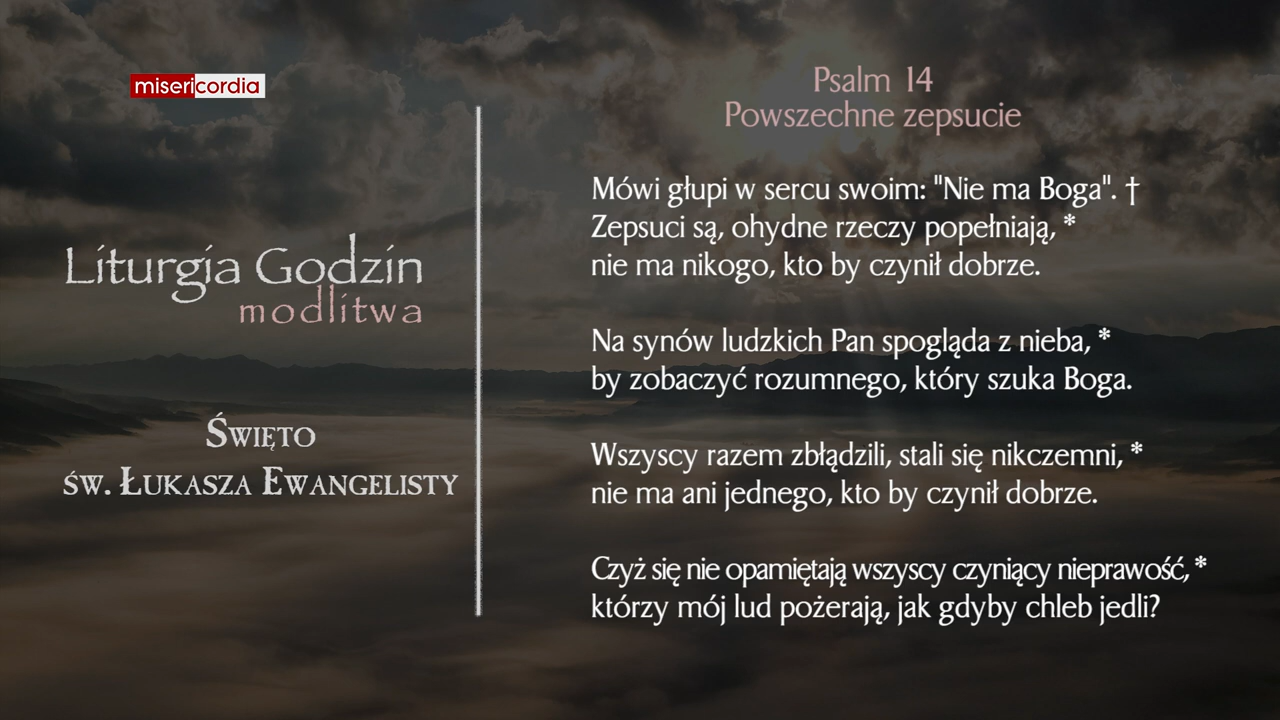 misericordia
Liturgia Godzin
modlitwa
Święto
św. Łukasza Ewangelisty
Psalm 14
Powszechne zepsucie
Mówi głupi w sercu swoim: "Nie ma Boga". †
Zepsuci są, ohydne rzeczy popełniają, *
nie ma nikogo, kto by czynił dobrze.
Na synów ludzkich Pan spogląda z nieba, *
by zobaczyć rozumnego, który szuka Boga.
Wszyscy razem zbłądzili, stali się nikczemni, *
nie ma ani jednego, kto by czynił dobrze.
Czyż się nie opamiętają wszyscy czyniący nieprawość, *
którzy mój lud pożerają, jak gdyby chleb jedli?